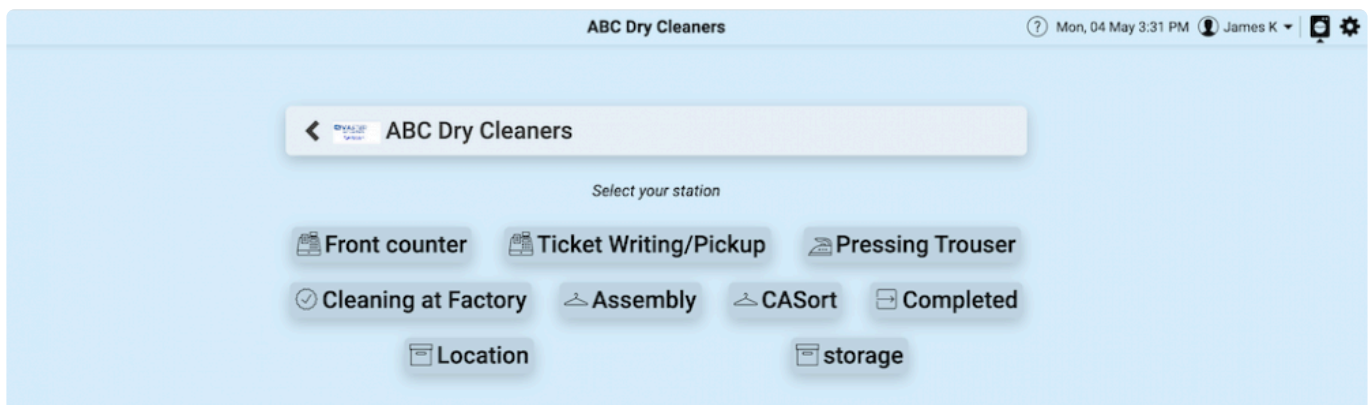 ABC Dry Cleaners
? Mon, 04 May 3:31 PM James K
ABC Dry Cleaners
Select your station
Front counter Ticket Writing/Pickup Pressing Trouser
Cleaning at Factory Assembly CASort Completed
Location storage